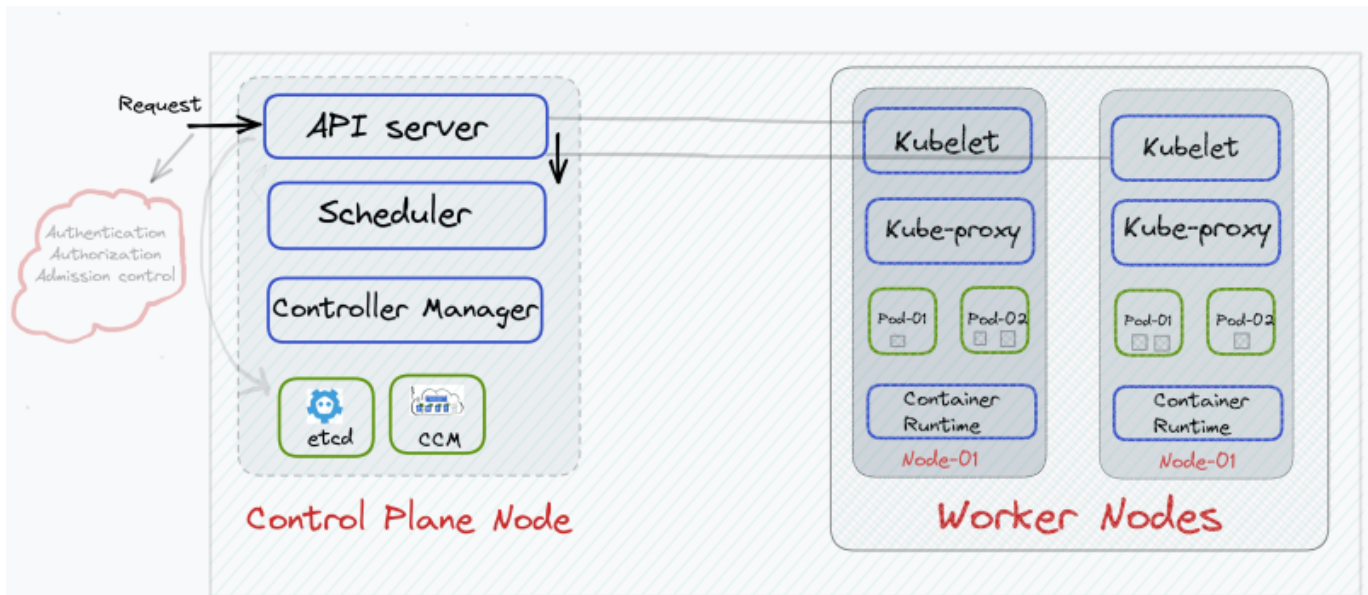 Request
API server
Scheduler
Controller Manager
etcd
CCM
Authentication
Authorization
Admission control
Control Plane Node
Kubelet
Kube-proxy
Pod-01
Pod-02
Container
Runtime
Node-01
Kubelet
Kube-proxy
Pod-01
Pod-02
Container
Runtime
Node-01
Worker Nodes